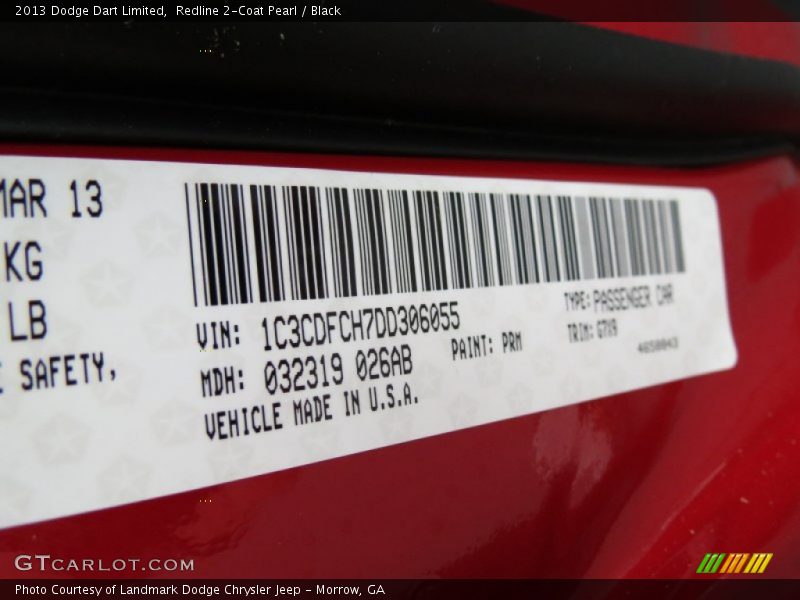 2013 Dodge Dart Limited,  Redline 2-Coat Pearl / Black
MAR 13
KG
LB
SAFETY,
VIN: 1C3CDFCH7DD306055
TYPE: PASSENGER CAR
MDH: 032319 026AB
PAINT: PRM
TRIM: G7V9
VEHICLE MADE IN U.S.A.
GTCARLOT.COM
Photo Courtesy of Landmark Dodge Chrysler Jeep - Morrow, GA